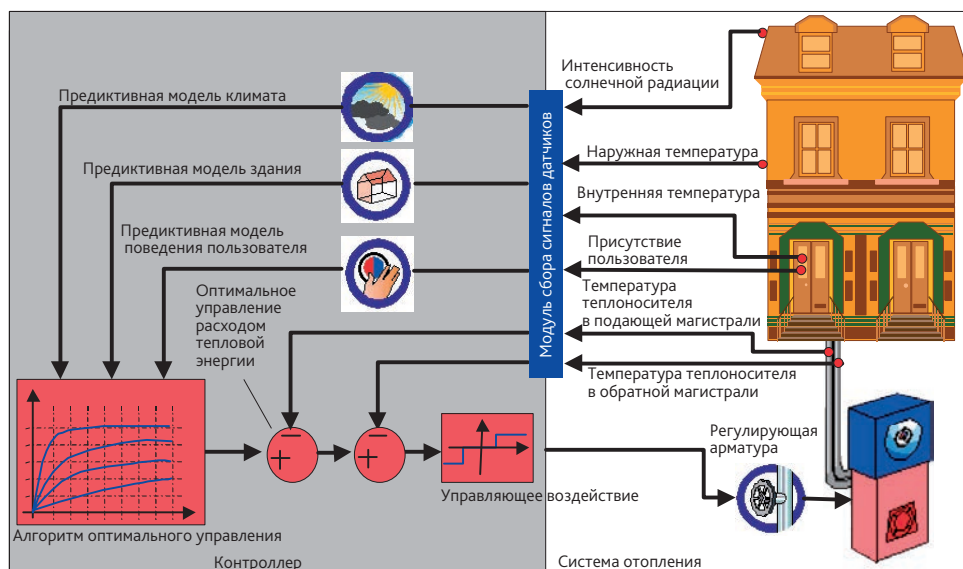 Интенсивность
солнечной радиации
Предиктивная модель климата
Наружная температура
Предиктивная модель здания
Внутренняя температура
Предиктивная модель
поведения пользователя
Присутствие
пользователя
Модуль сбора сигналов датчиков
Температура
теплоносителя
в подающей магистрали
Оптимальное
управление
расходом
тепловой
энергии
Температура теплоносителя
в обратной магистрали
−
+
−
+
Регулирующая
арматура
Управляющее воздействие
Алгоритм оптимального управления
Контроллер
Система отопления